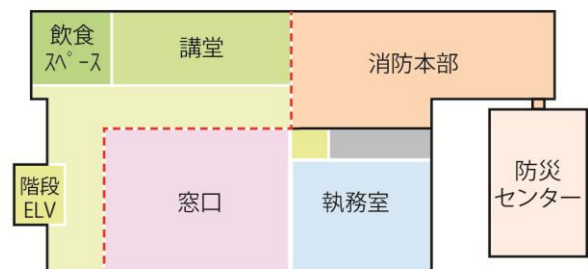 飲食
スペース
講堂
消防本部
階段
ELV
窓口
執務室
防災
センター